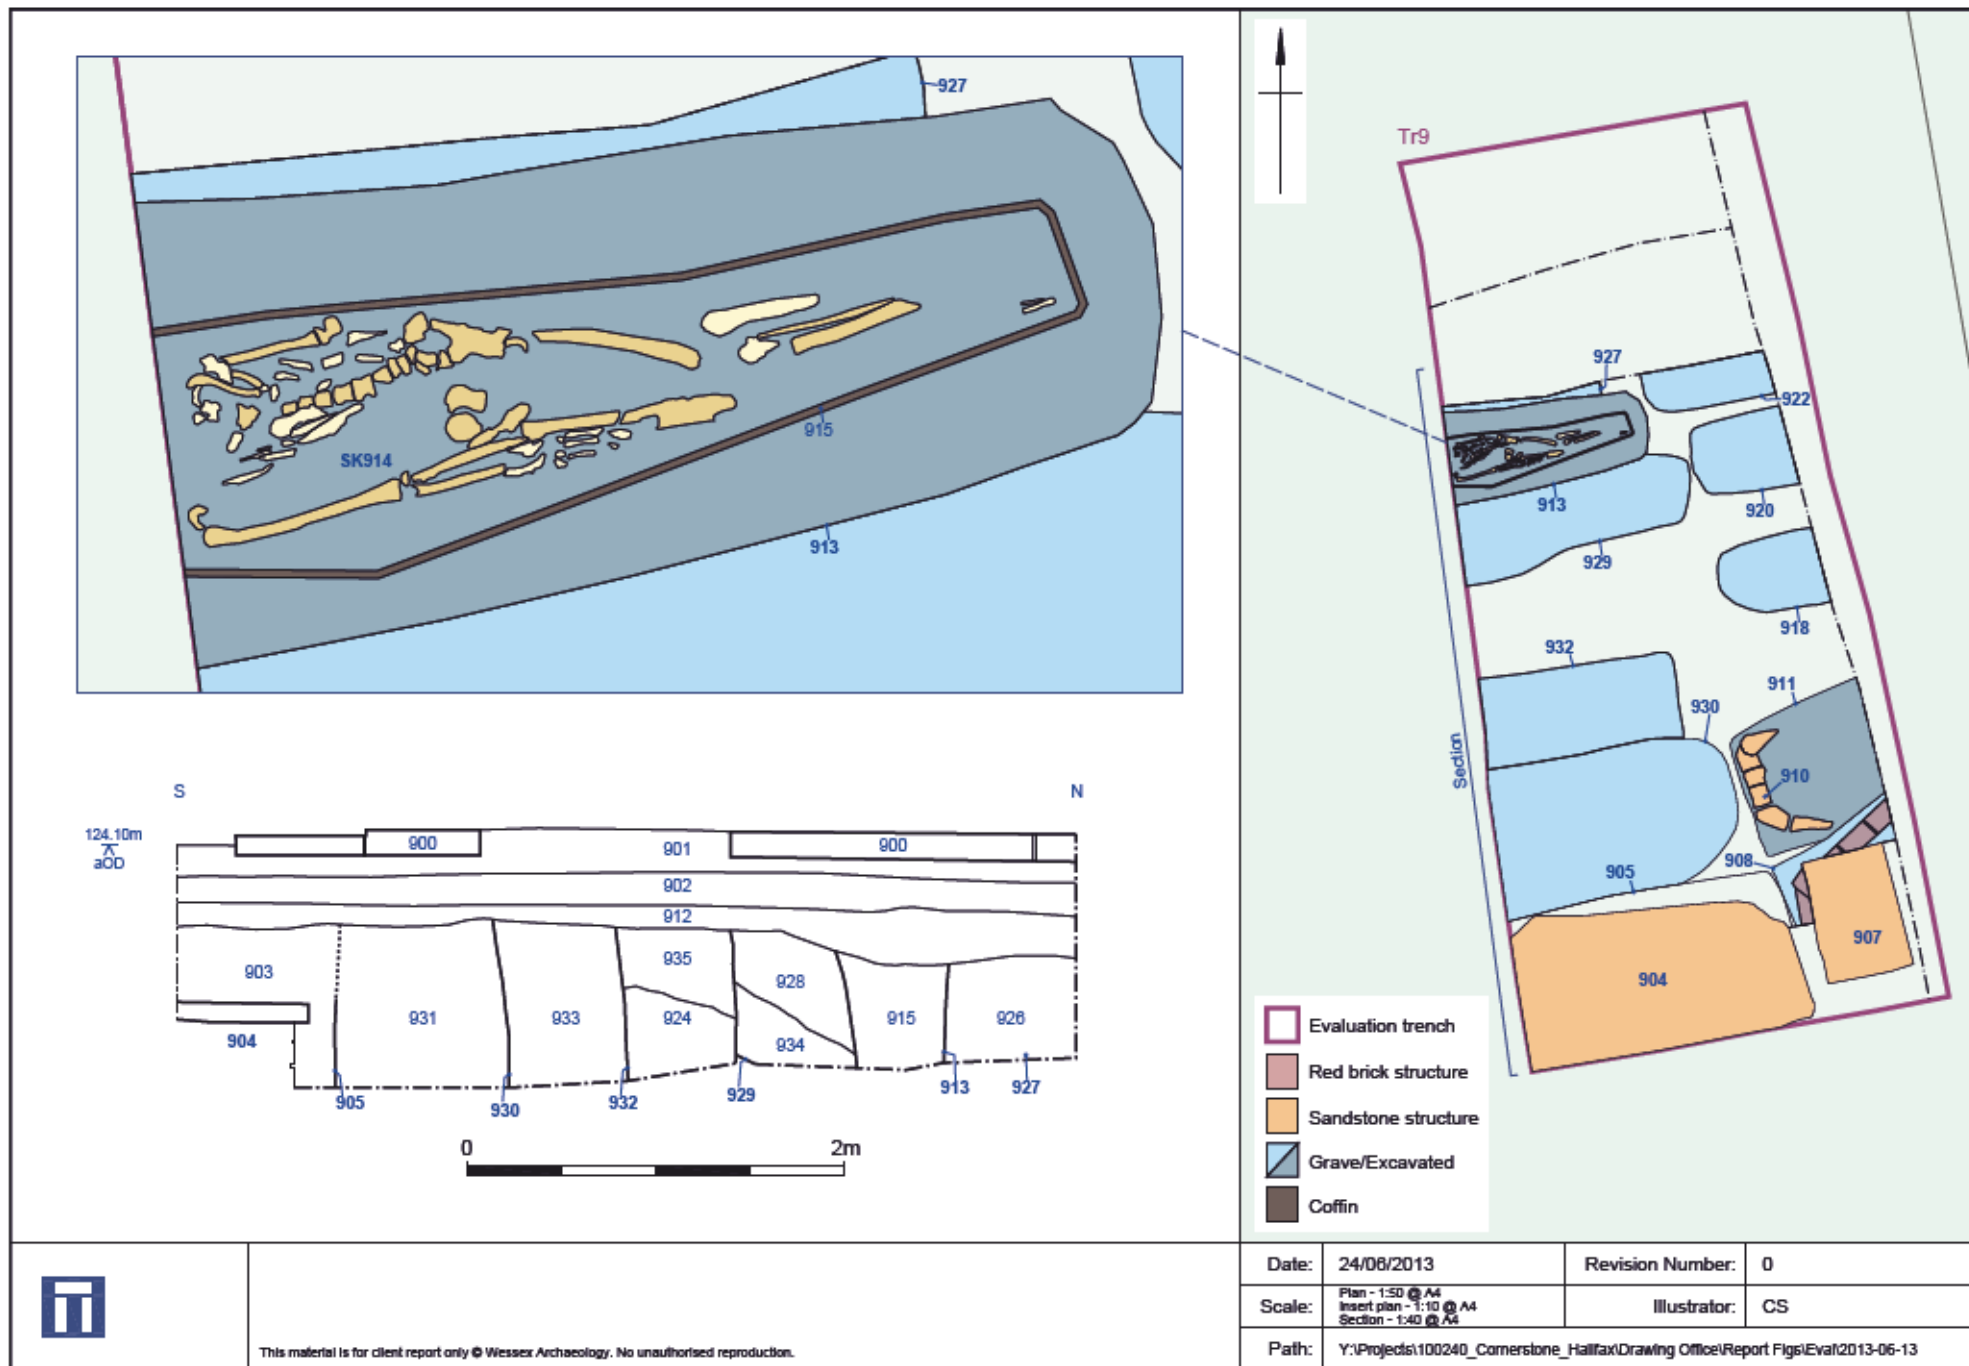 927
915
SK914
913
Tr9
927
922
913
920
929
918
932
911
930
910
Section
905
908
907
904
S
N
124.10m
aOD
900
901
900
902
912
903
935
928
931
933
924
915
926
934
904
905
930
932
929
913
927
0
2m
Evaluation trench
Red brick structure
Sandstone structure
Grave/Excavated
Coffin
Date:
24/06/2013
Revision Number:
0
Scale:
Plan - 1:50 @ A4
Insert plan - 1:10 @ A4
Section - 1:40 @ A4
Illustrator:
CS
This material is for client report only © Wessex Archaeology. No unauthorised reproduction.
Path:
Y:\Projects\100240_Cornerstone_Halifax\Drawing Office\Report Figs\Eval\2013-06-13